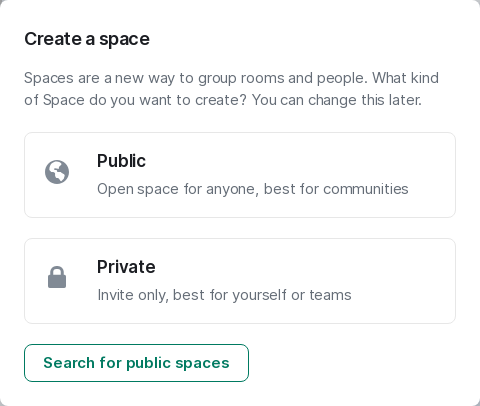 Create a space
Spaces are a new way to group rooms and people. What kind
of Space do you want to create? You can change this later.
Public
Open space for anyone, best for communities
Private
Invite only, best for yourself or teams
Search for public spaces